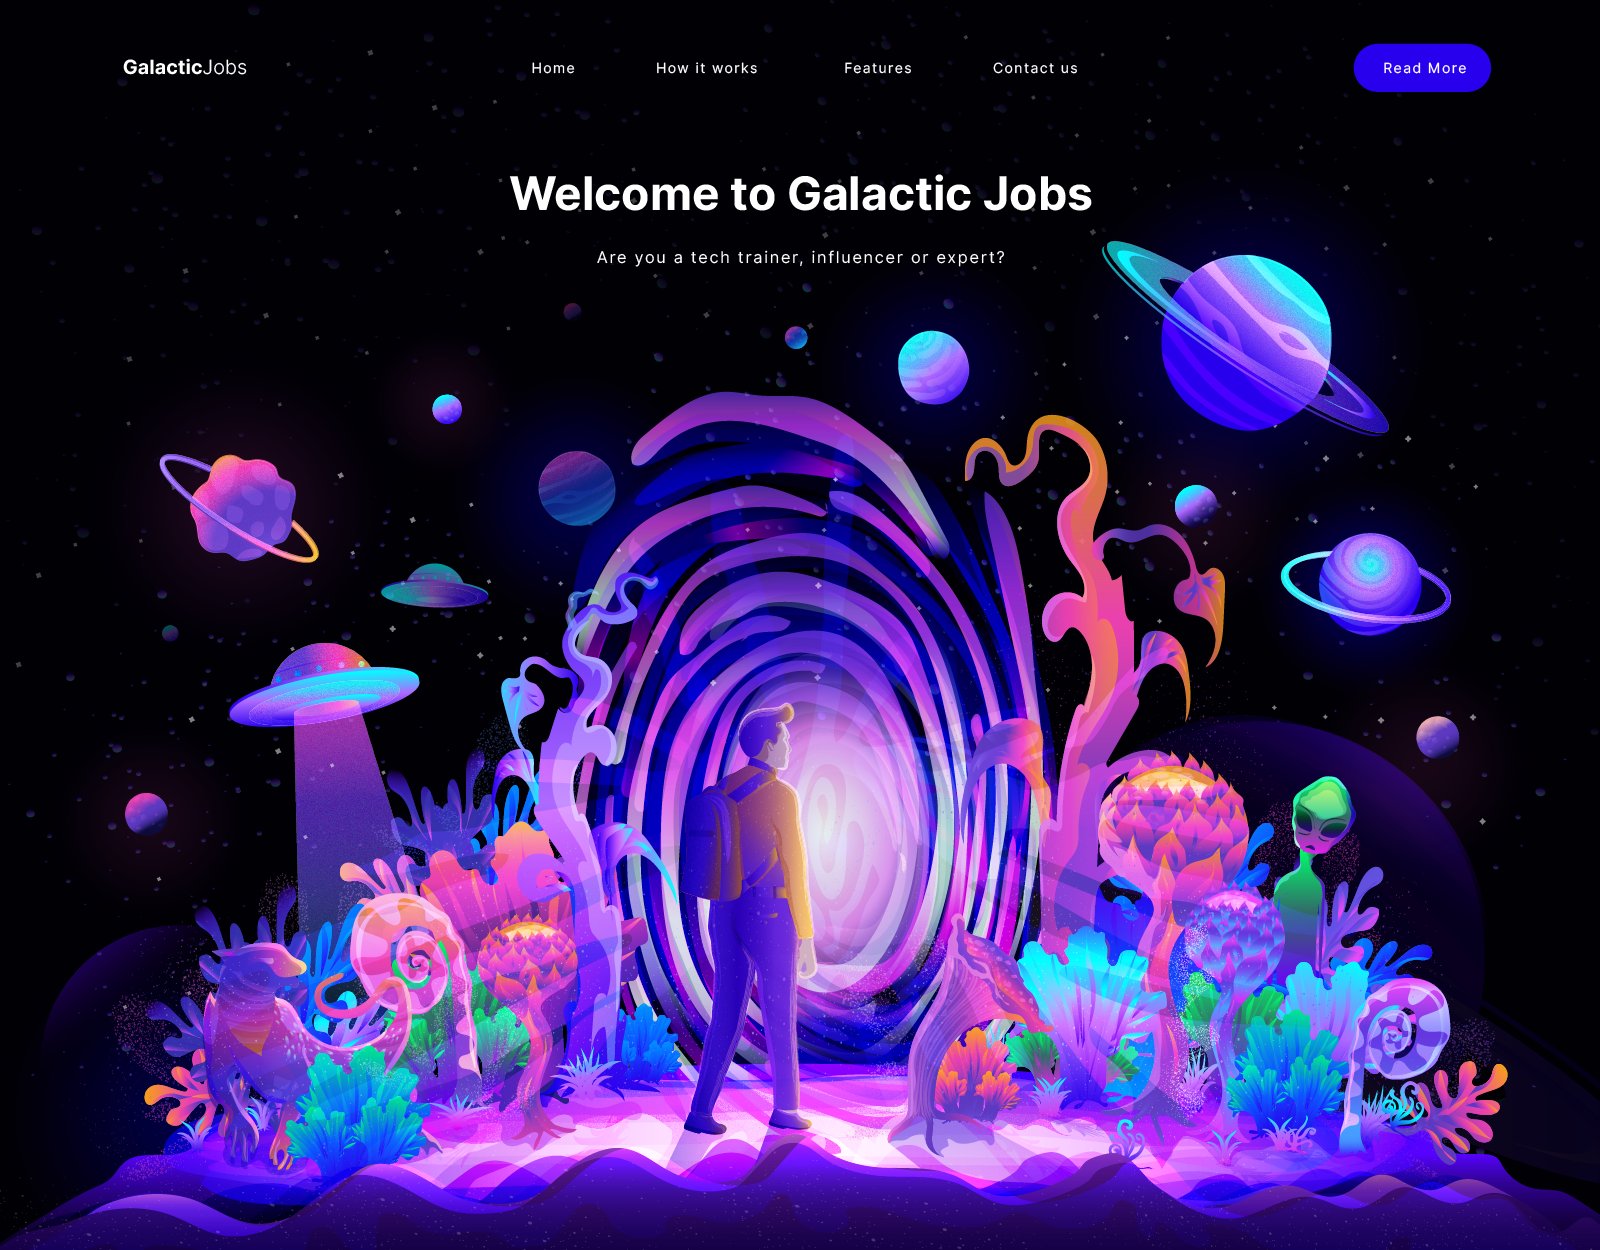 GalacticJobs
Home
How it works
Features
Contact us
Read More
Welcome to Galactic Jobs
Are you a tech trainer, influencer or expert?